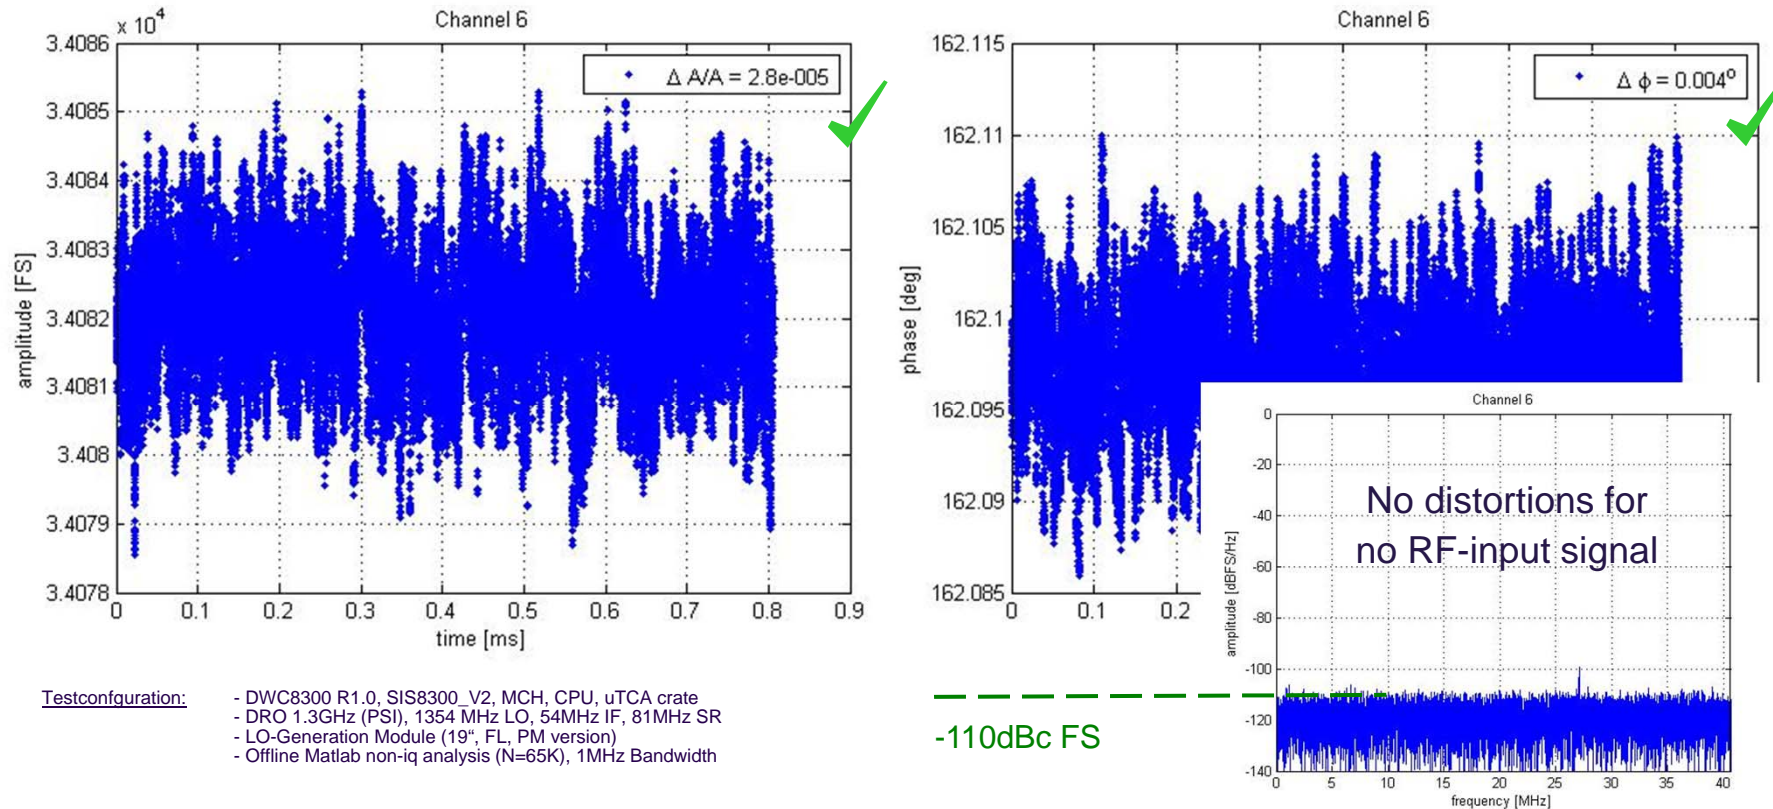 Channel 6
x 10^4
3.4086
3.4085
3.4084
3.4083
3.4082
3.4081
3.408
3.4079
3.4078
amplitude [FS]
Δ A/A = 2.8e-005
0 0.1 0.2 0.3 0.4 0.5 0.6 0.7 0.8 0.9
time [ms]
Channel 6
162.115
162.11
162.105
162.1
162.095
162.09
162.085
phase [deg]
Δ ϕ = 0.004°
0 0.1 0.2
Channel 6
0
-20
-40
-60
-80
-100
-120
-140
amplitude [dBFS/Hz]
No distortions for
no RF-input signal
0 5 10 15 20 25 30 35 40
frequency [MHz]
-110dBc FS
Testconfguration: - DWC8300 R1.0, SIS8300_V2, MCH, CPU, uTCA crate
- DRO 1.3GHz (PSI), 1354 MHz LO, 54MHz IF, 81MHz SR
- LO-Generation Module (19“, FL, PM version)
- Offline Matlab non-iq analysis (N=65K), 1MHz Bandwidth